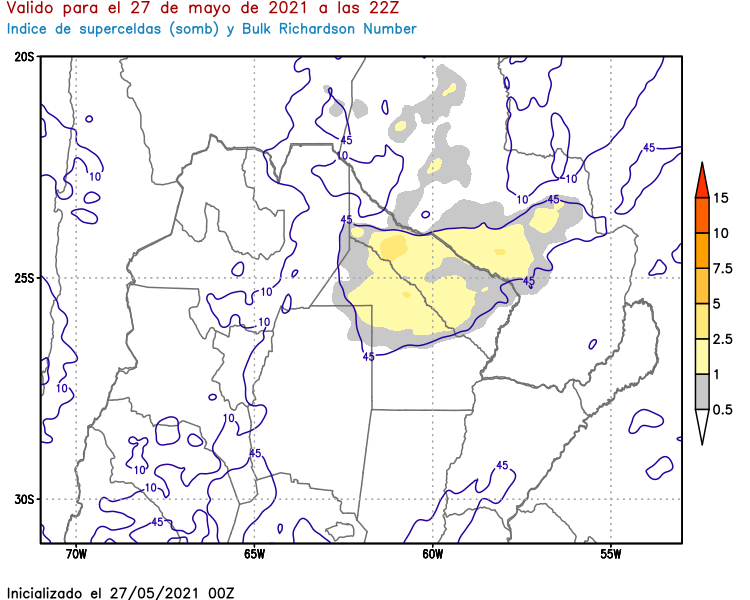 Valido para el 27 de mayo de 2021 a las 22Z
Indice de superceldas (somb) y Bulk Richardson Number
20S
25S
30S
70W
65W
60W
55W
45
10
10
10
45
45
45
45
10
10
10
45
10
45
10
10
45
45
15
10
7.5
5
2.5
1
0.5
Inicializado el 27/05/2021 00Z